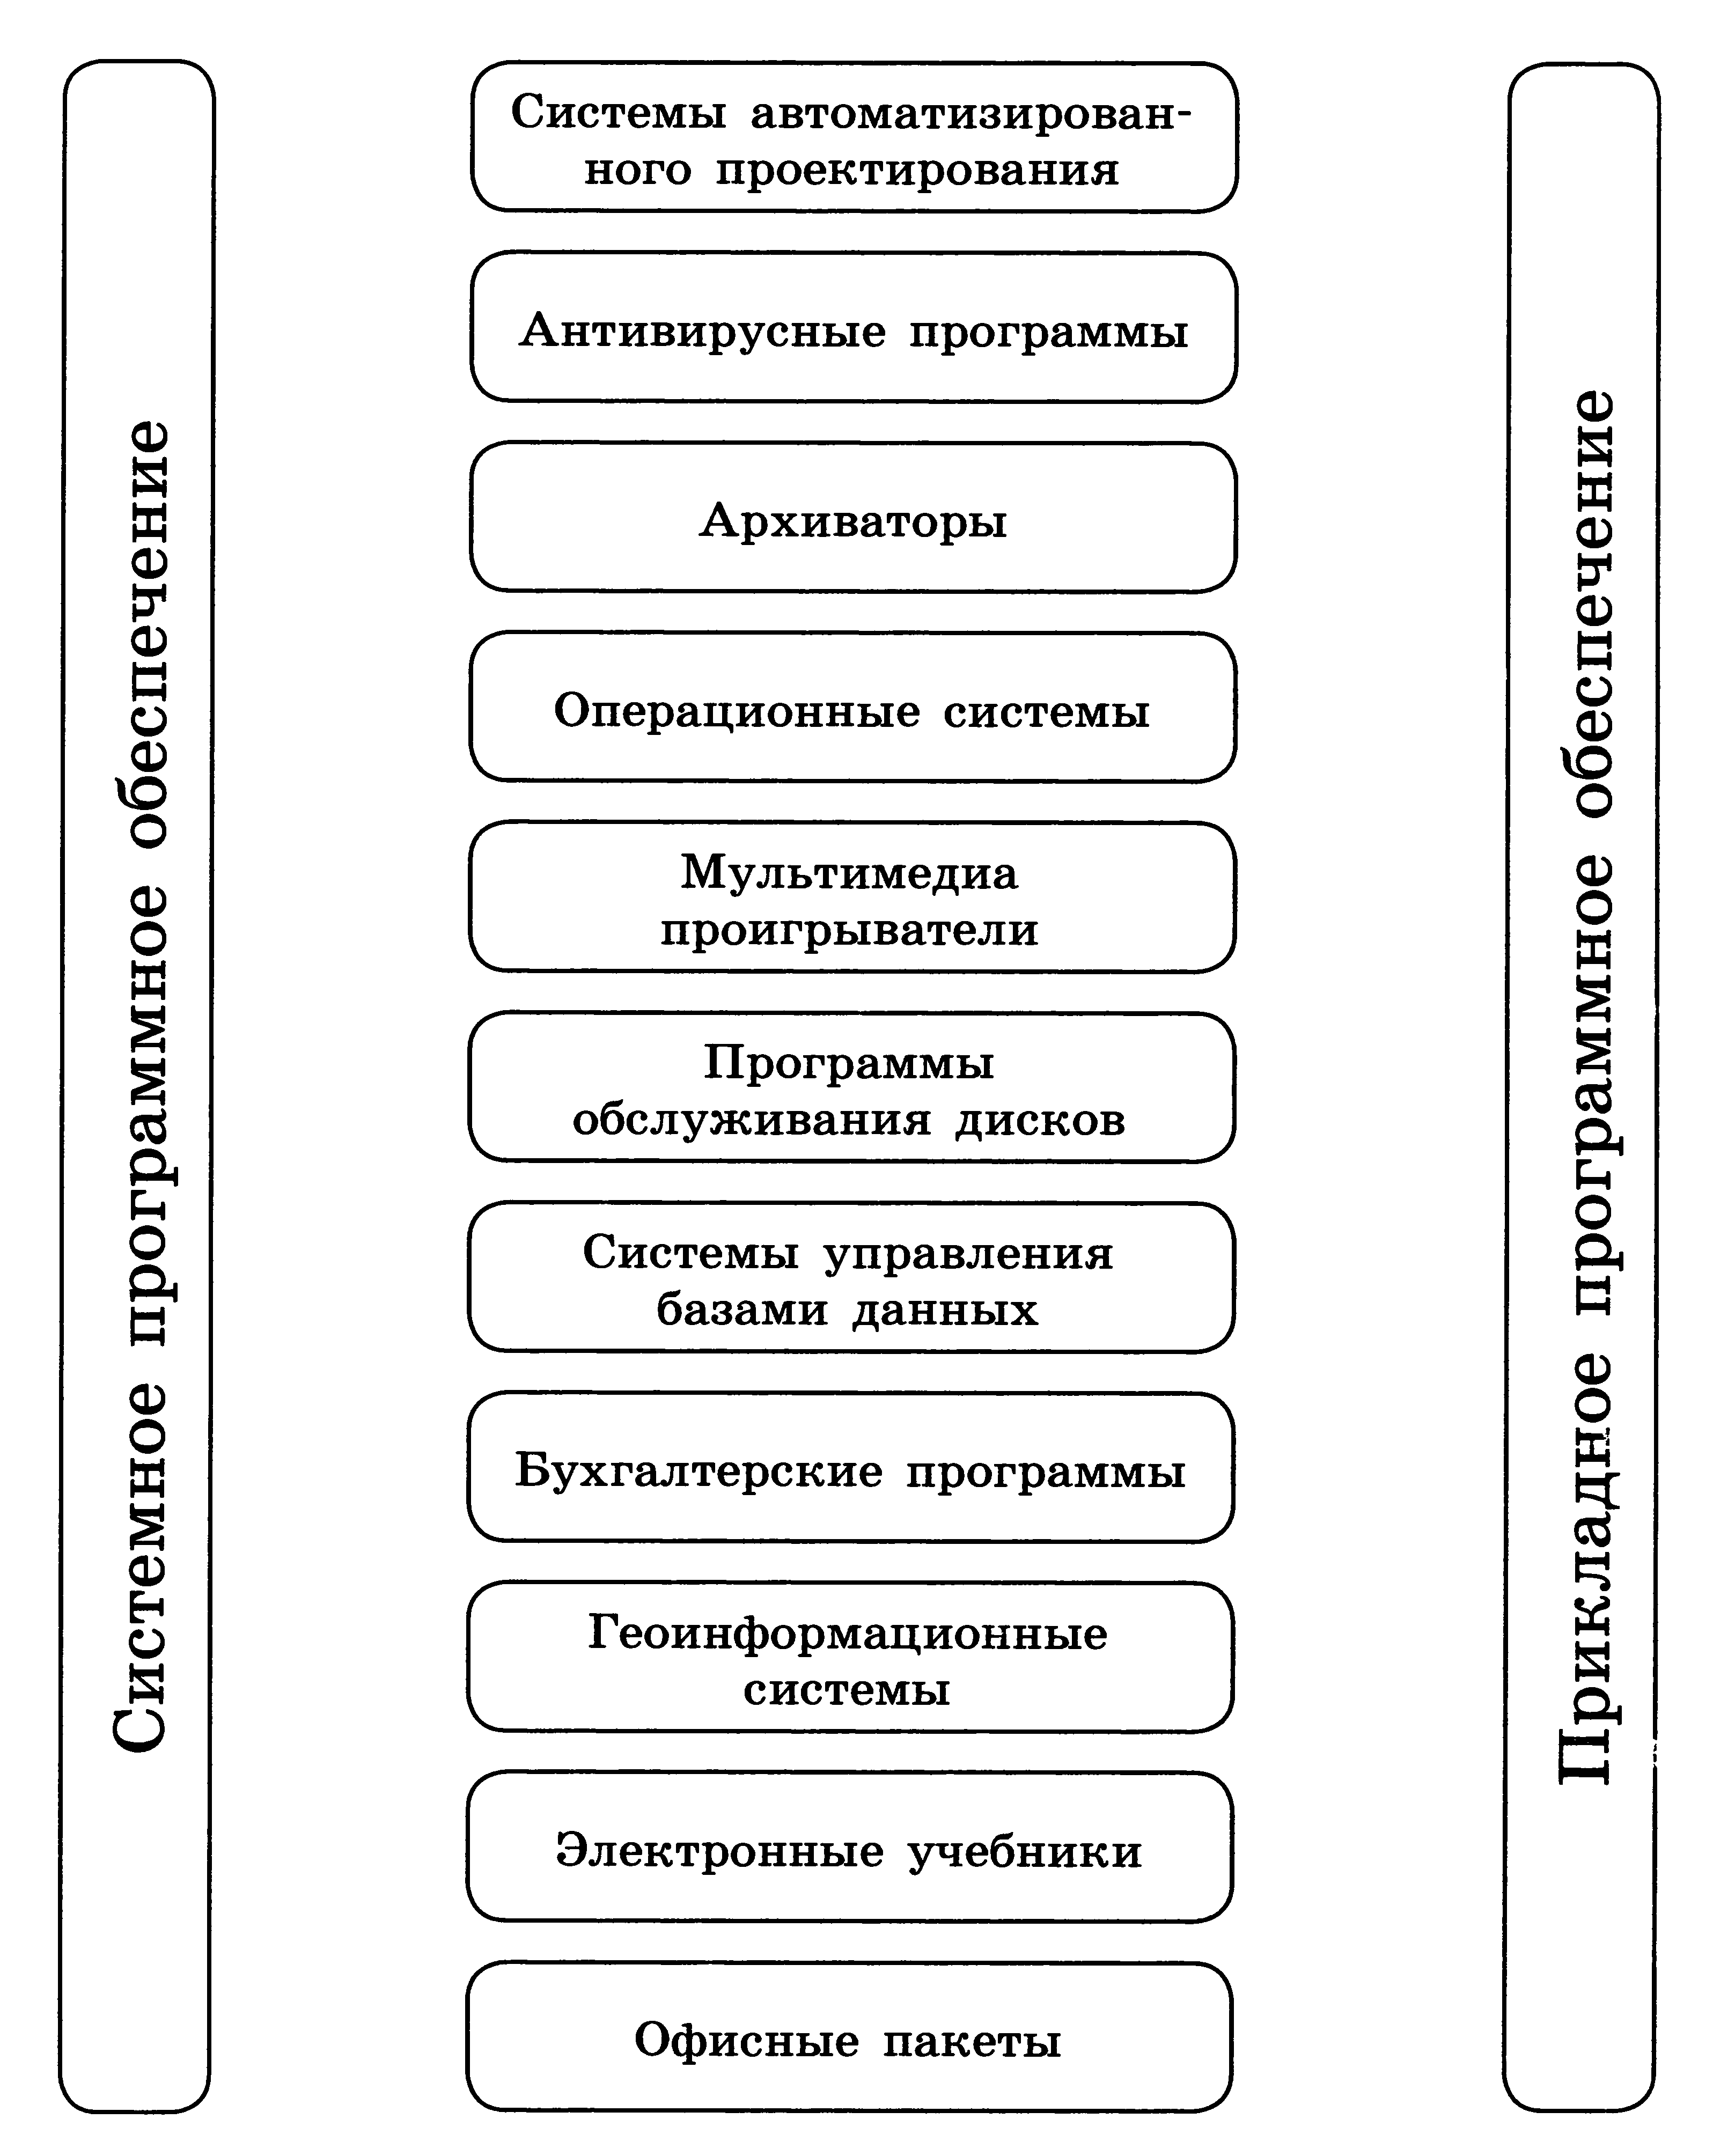 Системное программное обеспечение
Системы автоматизирован-
ного проектирования
Антивирусные программы
Архиваторы
Операционные системы
Мультимедиа
проигрыватели
Программы
обслуживания дисков
Системы управления
базами данных
Бухгалтерские программы
Геоинформационные
системы
Электронные учебники
Офисные пакеты
Прикладное программное обеспечение